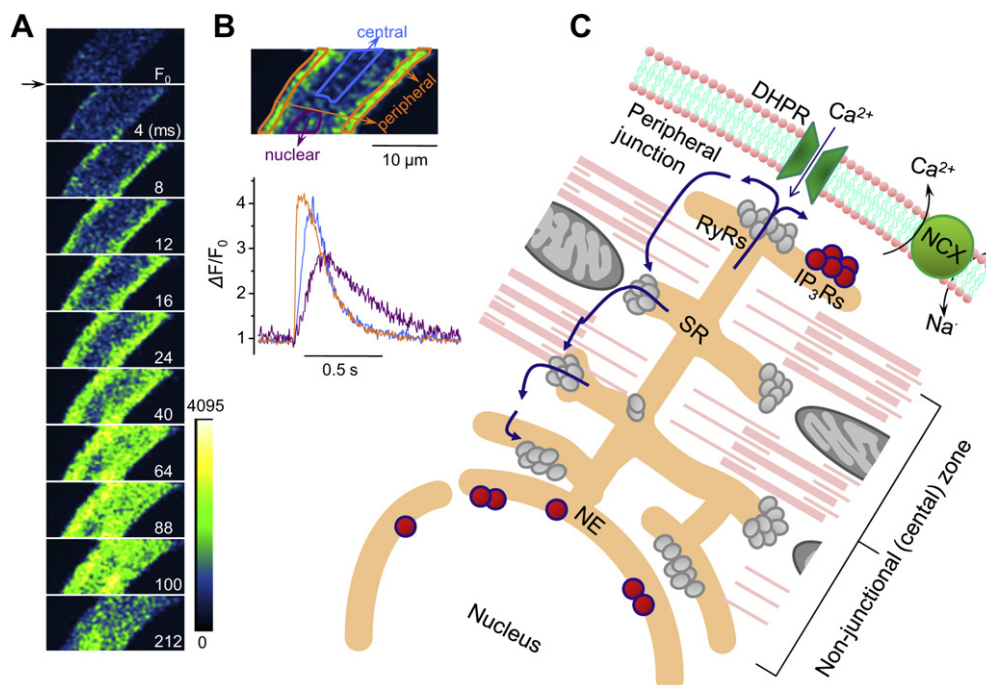 A
F0
4 (ms)
8
12
16
24
40
64
88
100
212
4095
0
B
central
peripheral
nuclear
10 μm
ΔF/F0
4
3
2
1
0.5 s
C
DHPR
Ca2+
Peripheral
junction
Ca2+
NCX
RyRs
IP3Rs
Na·
SR
NE
Nucleus
Non-junctional (cental) zone